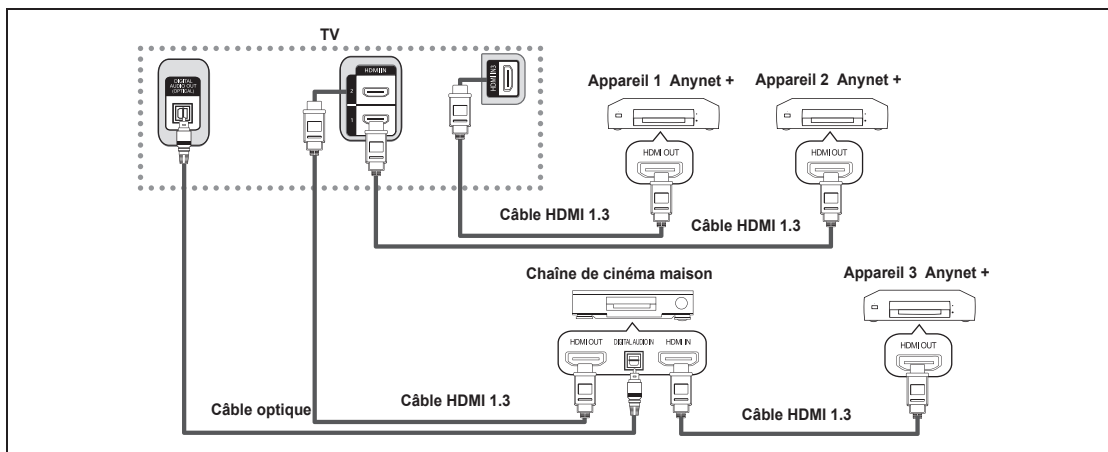 TV
DIGITAL
AUDIO OUT
(OPTICAL)
HDMI IN
2
1
HDMI IN3
Appareil 1 Anynet +
Appareil 2 Anynet +
HDMI OUT
HDMI OUT
Câble HDMI 1.3
Câble HDMI 1.3
Chaîne de cinéma maison
Appareil 3 Anynet +
HDMI OUT
DIGITAL AUDIO IN
HDMI IN
HDMI OUT
Câble optique
Câble HDMI 1.3
Câble HDMI 1.3